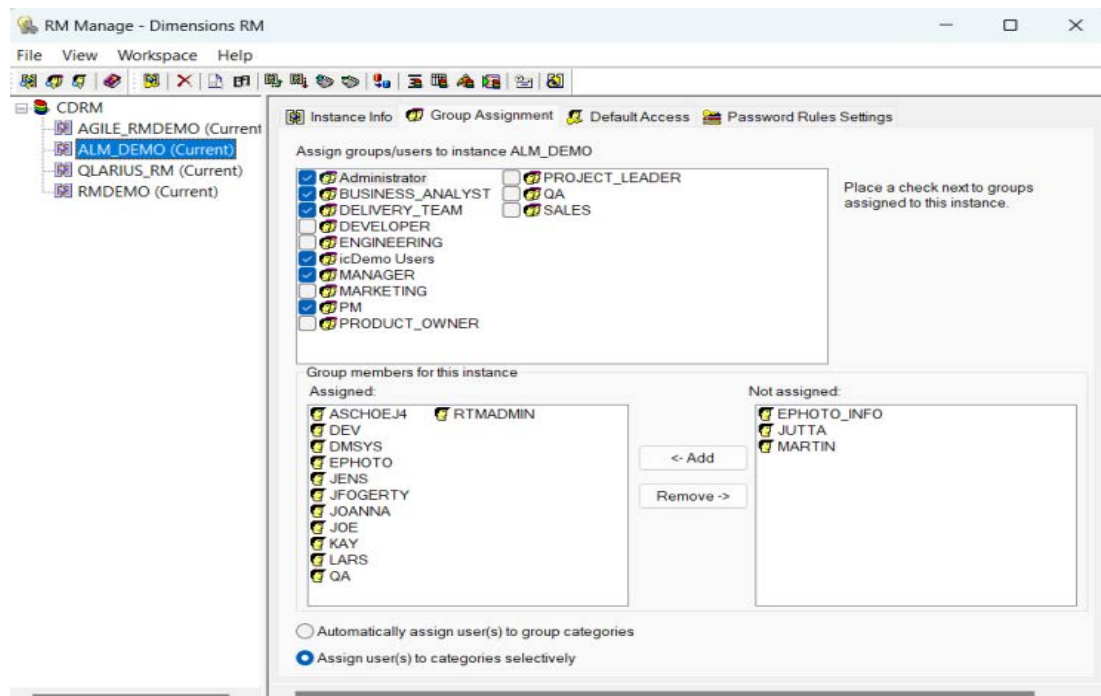 RM Manage - Dimensions RM
File View Workspace Help
CDRM
AGILE_RMDEMO (Current
ALM_DEMO (Current)
QLARIUS_RM (Current)
RMDEMO (Current)
Instance Info Group Assignment Default Access Password Rules Settings
Assign groups/users to instance ALM_DEMO
Administrator PROJECT_LEADER
BUSINESS_ANALYST QA
DELIVERY_TEAM SALES
DEVELOPER
ENGINEERING
icDemo Users
MANAGER
MARKETING
PM
PRODUCT_OWNER
Place a check next to groups
assigned to this instance.
Group members for this instance
Assigned:
ASCHOEJ4 RTMADMIN
DEV
DMSYS
EPHOTO
JENS
JFOGERTY
JOANNA
JOE
KAY
LARS
QA
<- Add
Remove ->
Not assigned:
EPHOTO_INFO
JUTTA
MARTIN
Automatically assign user(s) to group categories
Assign user(s) to categories selectively